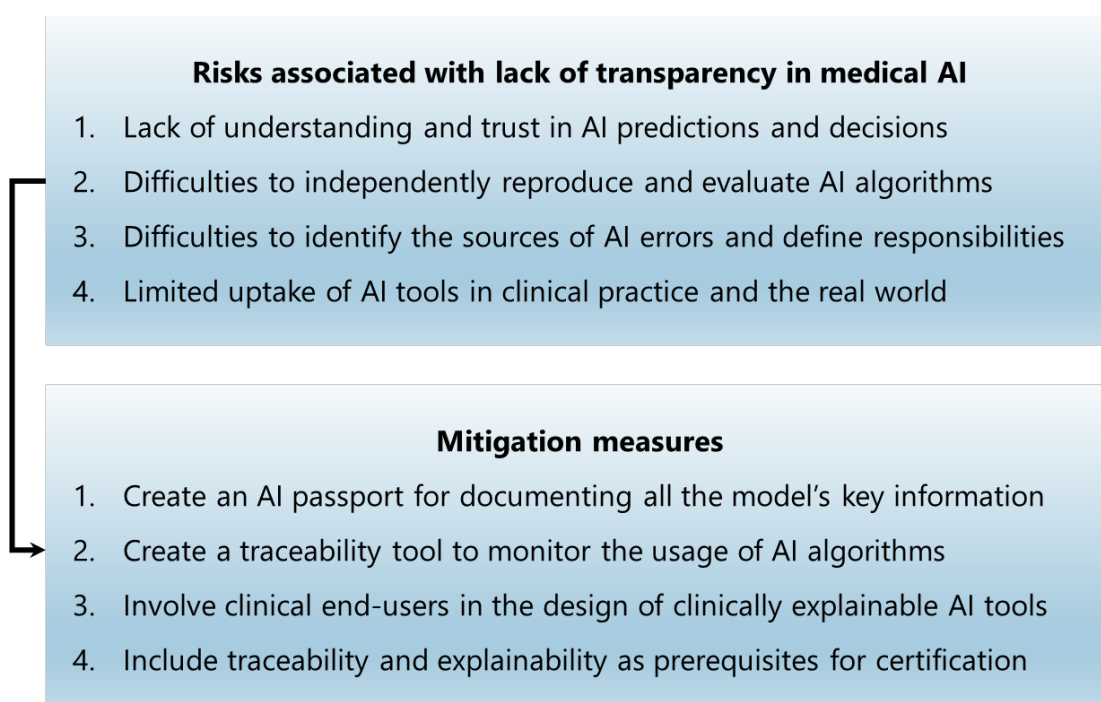 Risks associated with lack of transparency in medical AI
1. Lack of understanding and trust in AI predictions and decisions
2. Difficulties to independently reproduce and evaluate AI algorithms
3. Difficulties to identify the sources of AI errors and define responsibilities
4. Limited uptake of AI tools in clinical practice and the real world
Mitigation measures
1. Create an AI passport for documenting all the model’s key information
2. Create a traceability tool to monitor the usage of AI algorithms
3. Involve clinical end-users in the design of clinically explainable AI tools
4. Include traceability and explainability as prerequisites for certification